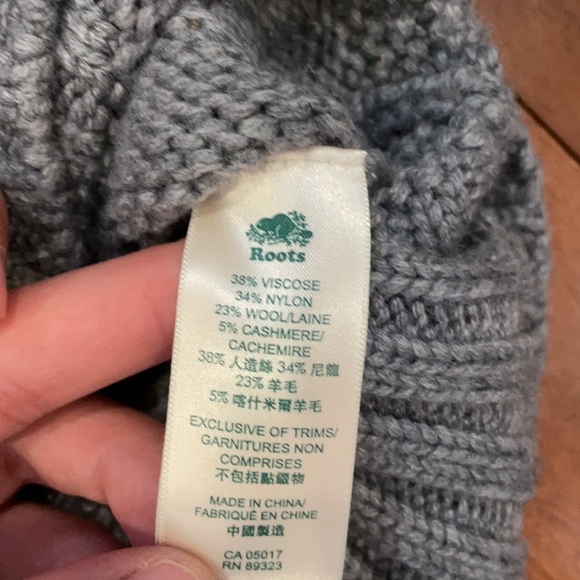 Roots
38% VISCOSE
34% NYLON
23% WOOL/LAINE
5% CASHMERE/
CACHEMIRE
38% 人造絲 34% 尼龍
23% 羊毛
5% 喀什米爾羊毛
EXCLUSIVE OF TRIMS/
GARNITURES NON
COMPRISES
不包括點綴物
MADE IN CHINA/
FABRIQUÉ EN CHINE
中國製造
CA 05017
RN 89323